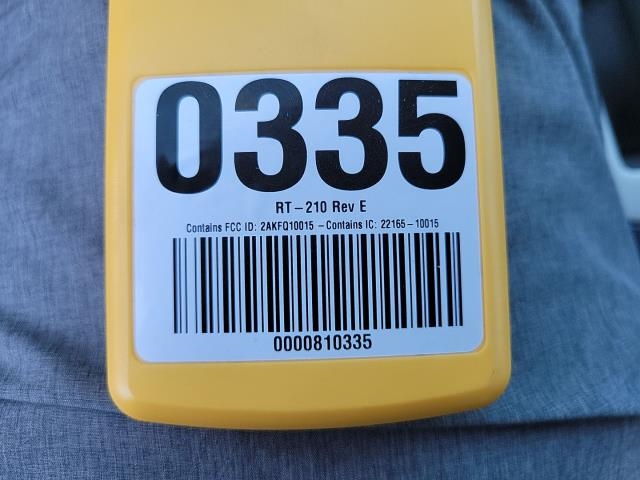 0335
RT-210 Rev E
Contains FCC ID: 2AKFQ10015 - Contains IC: 22165-10015
0000810335